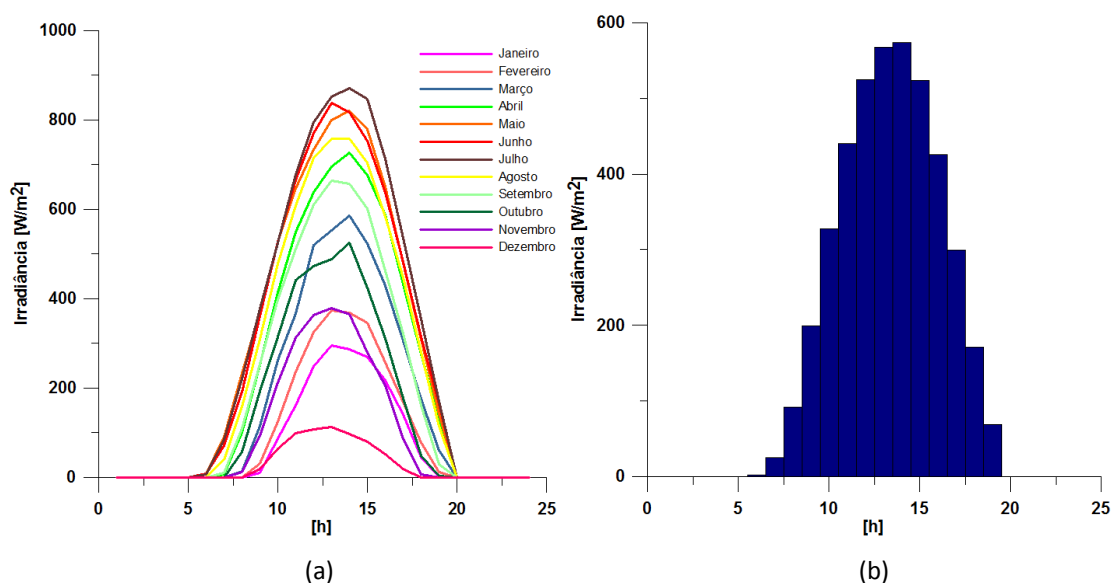 1000
800
600
400
200
0
Irradiância [W/m²]
0 5 10 15 20 25
[h]
Janeiro
Fevereiro
Março
Abril
Maio
Junho
Julho
Agosto
Setembro
Outubro
Novembro
Dezembro
(a)
600
400
200
0
Irradiância [W/m²]
0 5 10 15 20 25
[h]
(b)